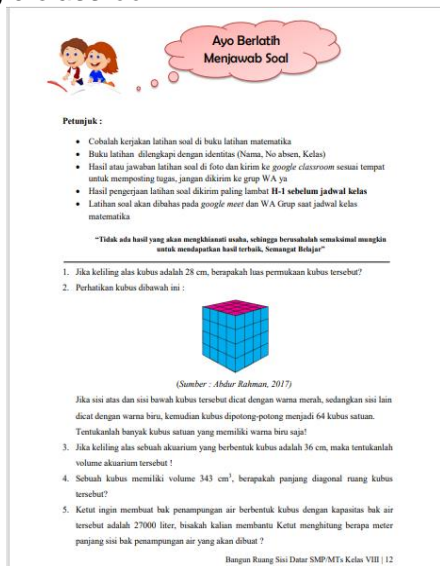 Ayo Berlatih
Menjawab Soal
Petunjuk :
• Cobalah kerjakan latihan soal di buku latihan matematika
• Buku latihan dilengkapi dengan identitas (Nama, No absen, Kelas)
• Hasil atau jawaban latihan soal di foto dan kirim ke google classroom sesuai tempat
untuk memposting tugas, jangan dikirim ke grup WA ya
• Hasil pengerjaan latihan soal dikirim paling lambat H-1 sebelum jadwal kelas
• Latihan soal akan dibahas pada google meet dan WA Grup saat jadwal kelas
matematika
“Tidak ada hasil yang akan mengkhianati usaha, sehingga berusahalah semaksimal mungkin
untuk mendapatkan hasil terbaik, Semangat Belajar”
1. Jika keliling alas kubus adalah 28 cm, berapakah luas permukaan kubus tersebut?
2. Perhatikan kubus dibawah ini :
(Sumber : Abdur Rahman, 2017)
Jika sisi atas dan sisi bawah kubus tersebut dicat dengan warna merah, sedangkan sisi lain
dicat dengan warna biru, kemudian kubus dipotong-potong menjadi 64 kubus satuan.
Tentukanlah banyak kubus satuan yang memiliki warna biru saja!
3. Jika keliling alas sebuah akuarium yang berbentuk kubus adalah 36 cm, maka tentukanlah
volume akuarium tersebut !
4. Sebuah kubus memiliki volume 343 cm³, berapakah panjang diagonal ruang kubus
tersebut?
5. Ketut ingin membuat bak penampungan air berbentuk kubus dengan kapasitas bak air
tersebut adalah 27000 liter, bisakah kalian membantu Ketut menghitung berapa meter
panjang sisi bak penampungan air yang akan dibuat ?
Bangun Ruang Sisi Datar SMP/MTs Kelas VIII | 12